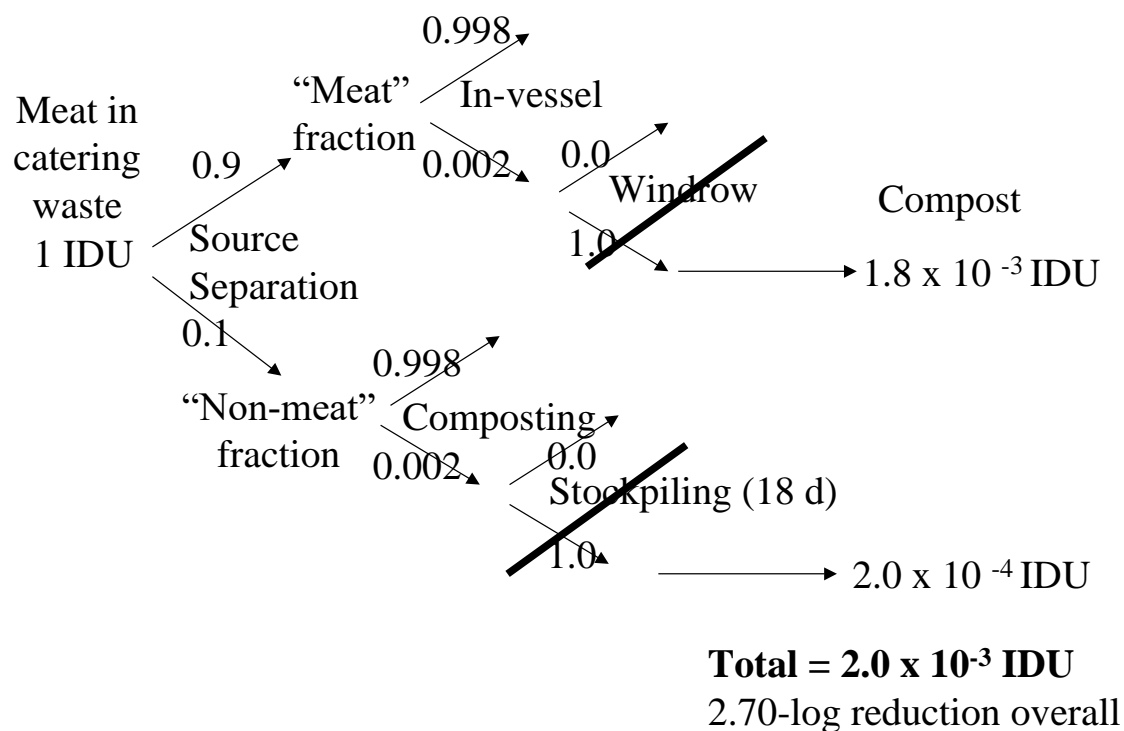 Meat in
catering
waste
1 IDU
0.9
Source
Separation
0.1
“Meat”
fraction
0.998
In-vessel
0.002
0.0
Windrow
1.0
Compost
1.8 x 10 -3 IDU
“Non-meat”
fraction
0.998
Composting
0.002
0.0
Stockpiling (18 d)
1.0
2.0 x 10 -4 IDU
Total = 2.0 x 10-3 IDU
2.70-log reduction overall